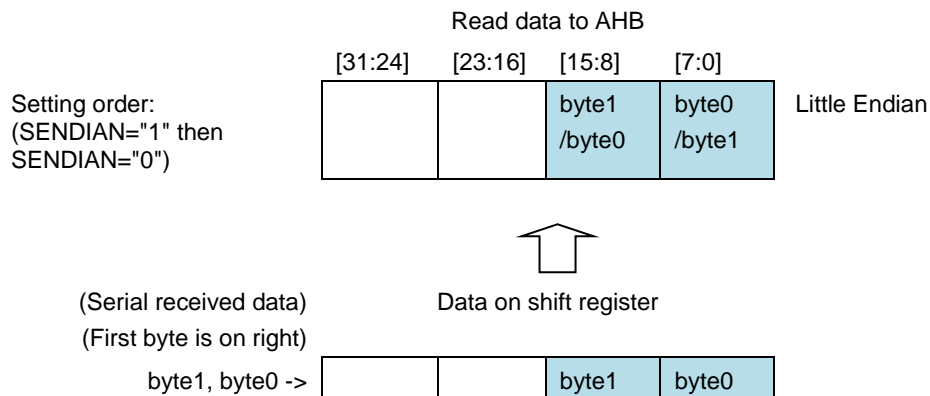 Read data to AHB
[31:24] [23:16] [15:8] [7:0]
Setting order:
(SENDIAN="1" then
SENDIAN="0")
byte1
/byte0
byte0
/byte1
Little Endian
(Serial received data)
Data on shift register
(First byte is on right)
byte1, byte0 ->
byte1
byte0